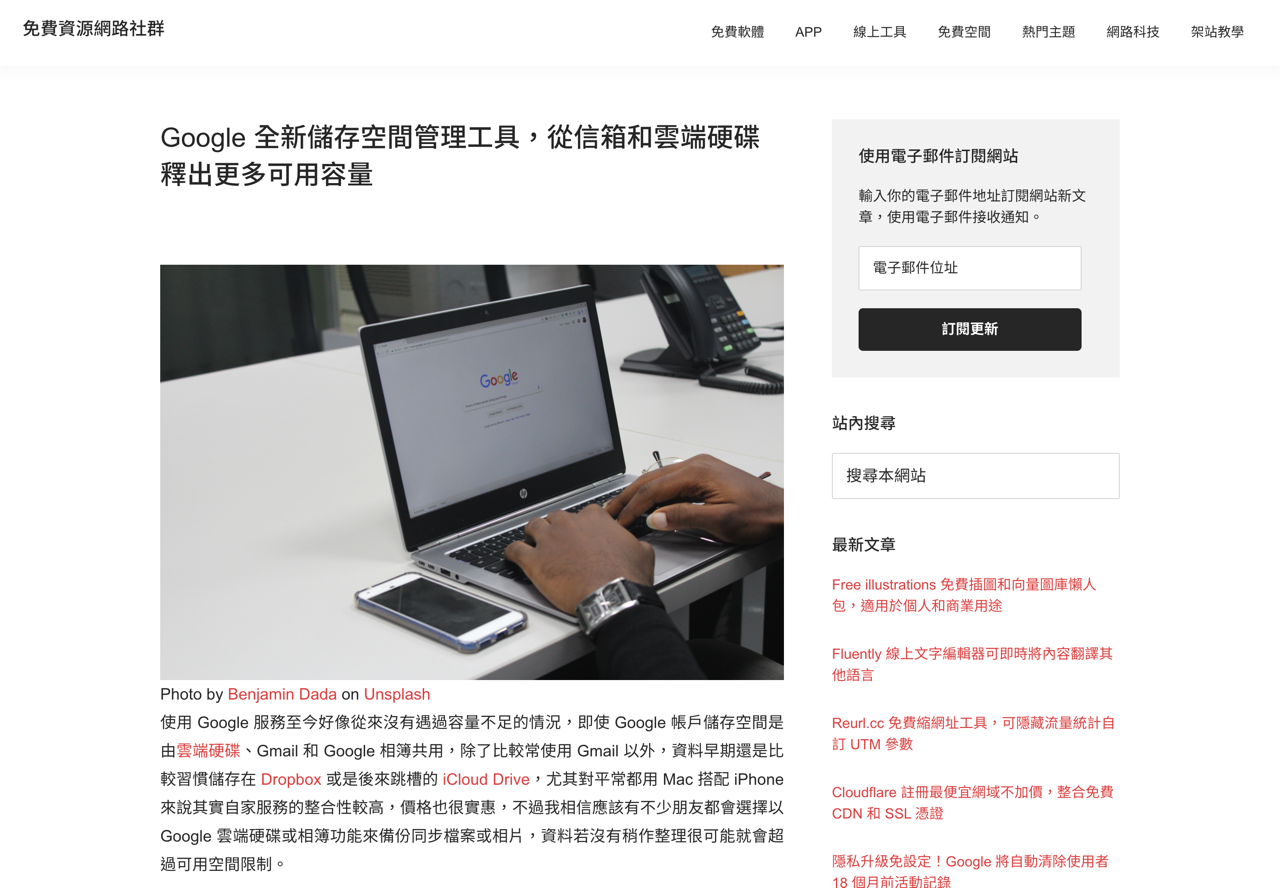 免費資源網路社群
免費軟體 APP 線上工具 免費空間 熱門主題 網路科技 架站教學
Google 全新儲存空間管理工具，從信箱和雲端硬碟
釋出更多可用容量
Google
Photo by Benjamin Dada on Unsplash
使用 Google 服務至今好像從來沒有遇過容量不足的情況，即使 Google 帳戶儲存空間是
由雲端硬碟、Gmail 和 Google 相簿共用，除了比較常使用 Gmail 以外，資料早期還是比
較習慣儲存在 Dropbox 或是後來跳槽的 iCloud Drive，尤其對平常都用 Mac 搭配 iPhone
來說其實自家服務的整合性較高，價格也很實惠，不過我相信應該有不少朋友都會選擇以
Google 雲端硬碟或相簿功能來備份同步檔案或相片，資料若沒有稍作整理很可能就會超
過可用空間限制。
使用電子郵件訂閱網站
輸入你的電子郵件地址訂閱網站新文
章，使用電子郵件接收通知。
電子郵件位址
訂閱更新
站內搜尋
搜尋本網站
最新文章
Free illustrations 免費插圖和向量圖庫懶人
包，適用於個人和商業用途
Fluently 線上文字編輯器可即時將內容翻譯其
他語言
Reurl.cc 免費縮網址工具，可隱藏流量統計自
訂 UTM 參數
Cloudflare 註冊最便宜網域不加價，整合免費
CDN 和 SSL 憑證
隱私升級免設定！Google 將自動清除使用者
18 個月前活動記錄